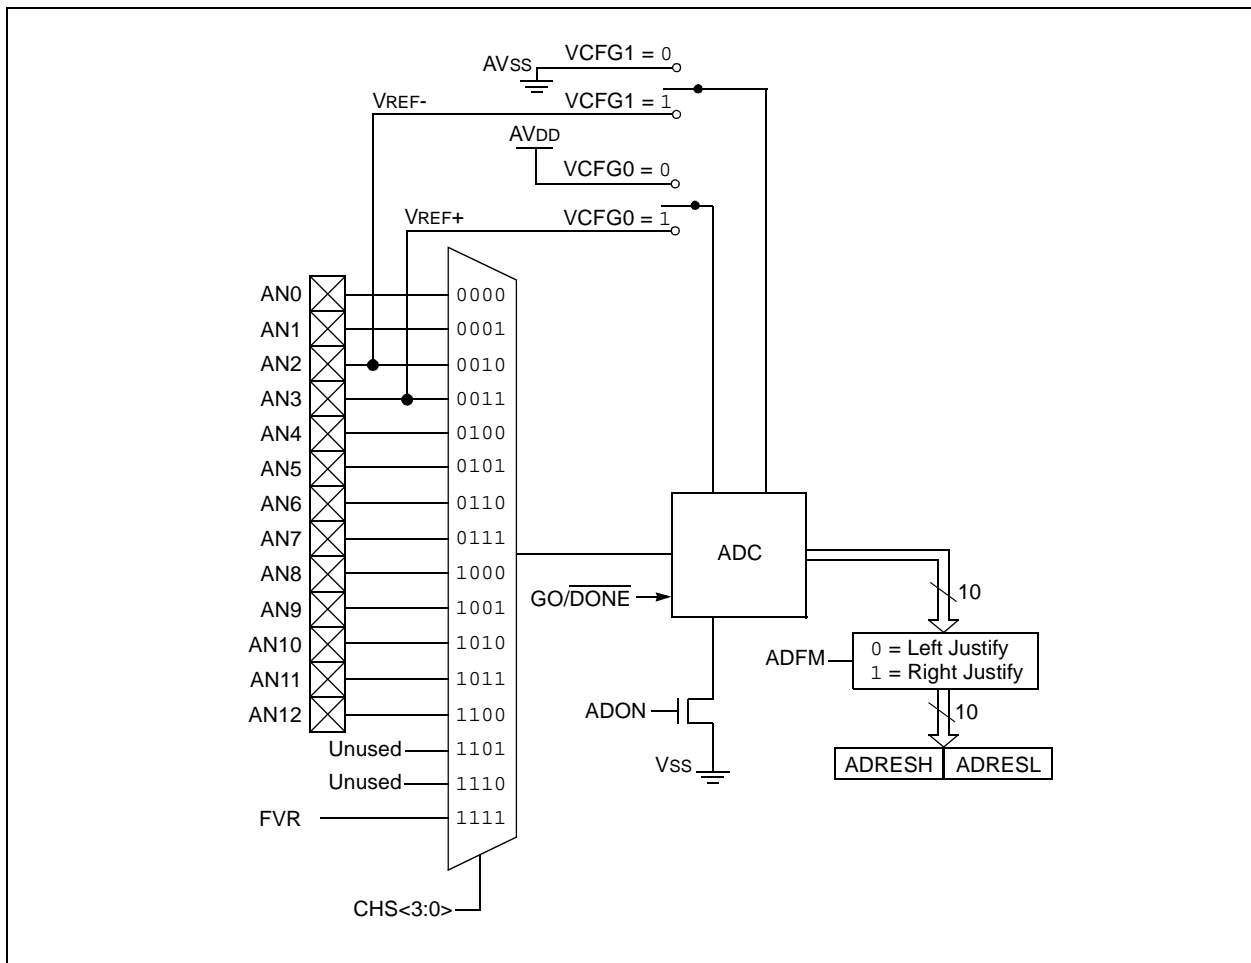 VCFG1 = 0
AVSS
VREF-
VCFG1 = 1
AVDD
VCFG0 = 0
VREF+
VCFG0 = 1
AN0
0000
AN1
0001
AN2
0010
AN3
0011
AN4
0100
AN5
0101
AN6
0110
AN7
0111
AN8
1000
AN9
1001
AN10
1010
AN11
1011
AN12
1100
Unused
1101
Unused
1110
FVR
1111
CHS<3:0>
ADC
GO/DONE
10
ADFM
0 = Left Justify
1 = Right Justify
10
ADON
VSS
ADRESH
ADRESL